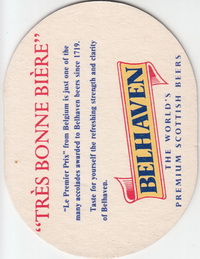 "TRÈS BONNE BIÈRE"
"Le Premier Prix" from Belgium is just one of the
many accolades awarded to Belhaven beers since 1719.
Taste for yourself the refreshing strength and clarity
of Belhaven.
BELHAVEN
THE WORLD'S
PREMIUM SCOTTISH BEERS